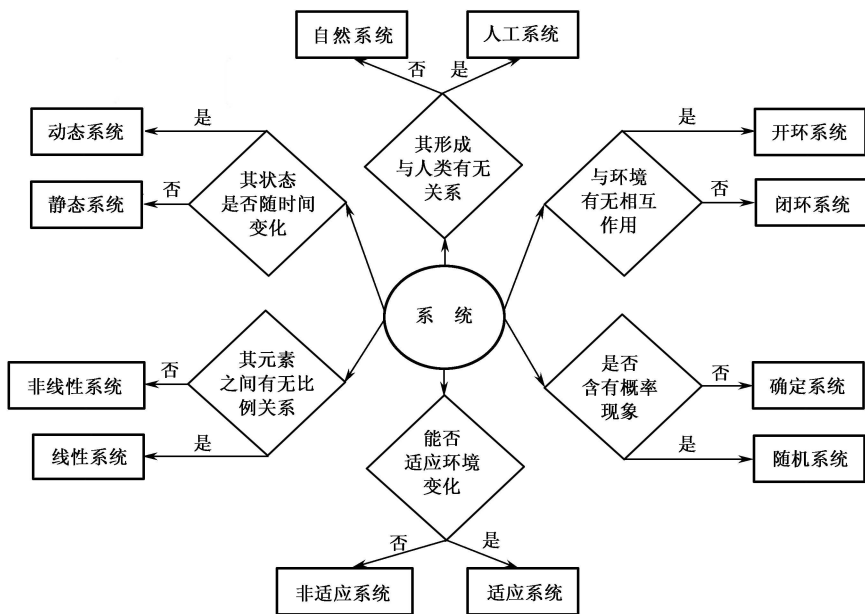 自然系统
人工系统
否
是
动态系统
是
其形成
与人类有无
关系
是
开环系统
其状态
是否随时间
变化
静态系统
否
与环境
有无相互
作用
否
闭环系统
系 统
非线性系统
否
其元素
之间有无比
例关系
是否
含有概率
现象
否
确定系统
线性系统
是
能否
适应环境
变化
是
随机系统
否
是
非适应系统
适应系统